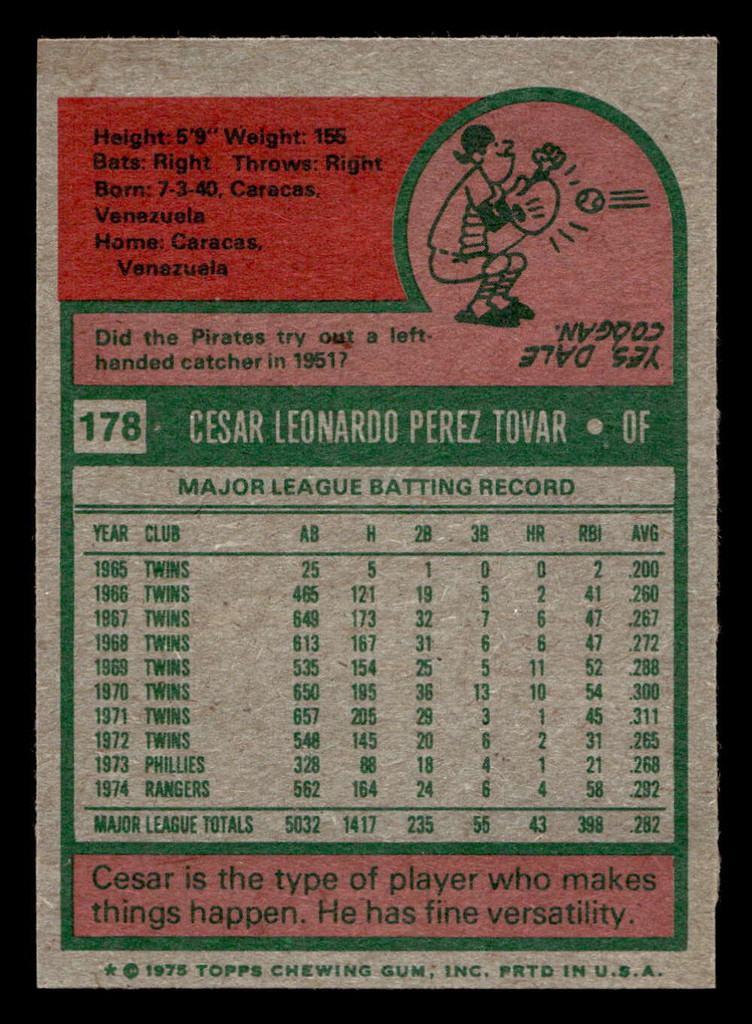 Height: 5'9" Weight: 155
Bats: Right Throws: Right
Born: 7-3-40, Caracas,
Venezuela
Home: Caracas,
Venezuela
Did the Pirates try out a left-
handed catcher in 1951?
YES, DALE
COOGAN.
178 CESAR LEONARDO PEREZ TOVAR • OF
MAJOR LEAGUE BATTING RECORD
YEAR CLUB AB H 2B 3B HR RBI AVG
1965 TWINS 25 5 1 0 0 2 .200
1966 TWINS 465 121 19 5 2 41 .260
1967 TWINS 649 173 32 7 6 47 .267
1968 TWINS 613 167 31 6 6 47 .272
1969 TWINS 535 154 25 5 11 52 .288
1970 TWINS 650 195 36 13 10 54 .300
1971 TWINS 657 205 29 3 1 45 .311
1972 TWINS 548 145 20 6 2 31 .265
1973 PHILLIES 328 88 18 4 1 21 .268
1974 RANGERS 562 164 24 6 4 58 .292
MAJOR LEAGUE TOTALS 5032 1417 235 55 43 398 .282
Cesar is the type of player who makes
things happen. He has fine versatility.
* © 1975 TOPPS CHEWING GUM, INC. PRTD IN U.S.A.